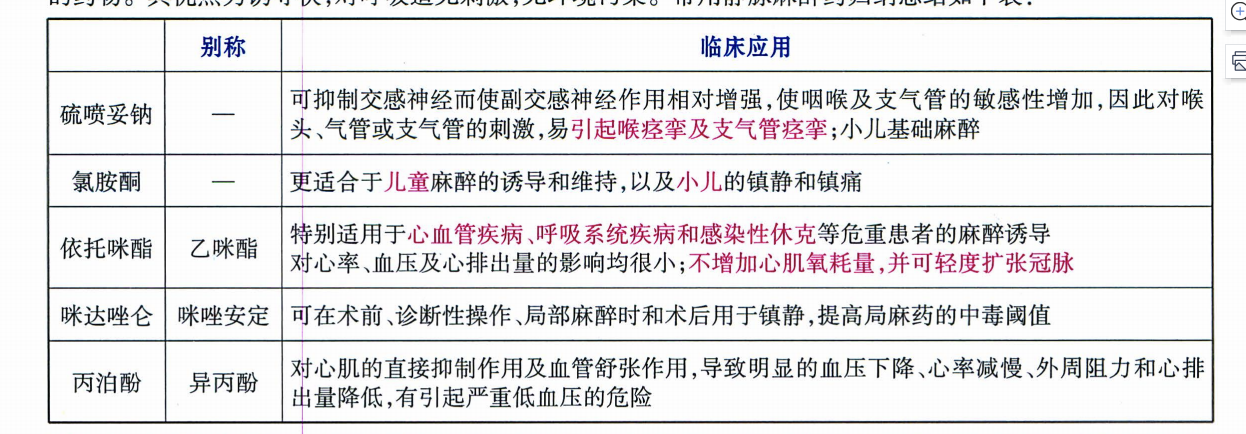 别称 临床应用
硫喷妥钠 — 可抑制交感神经而使副交感神经作用相对增强,使咽喉及支气管的敏感性增加,因此对喉
头、气管或支气管的刺激,易引起喉痉挛及支气管痉挛;小儿基础麻醉
氯胺酮 — 更适合于儿童麻醉的诱导和维持,以及小儿的镇静和镇痛
依托咪酯 乙咪酯 特别适用于心血管疾病、呼吸系统疾病和感染性休克等危重患者的麻醉诱导
对心率、血压及心排出量的影响均很小;不增加心肌氧耗量,并可轻度扩张冠脉
咪达唑仑 咪唑安定 可在术前、诊断性操作、局部麻醉时和术后用于镇静,提高局麻药的中毒阈值
丙泊酚 异丙酚 对心肌的直接抑制作用及血管舒张作用,导致明显的血压下降、心率减慢、外周阻力和心排
出量降低,有引起严重低血压的危险